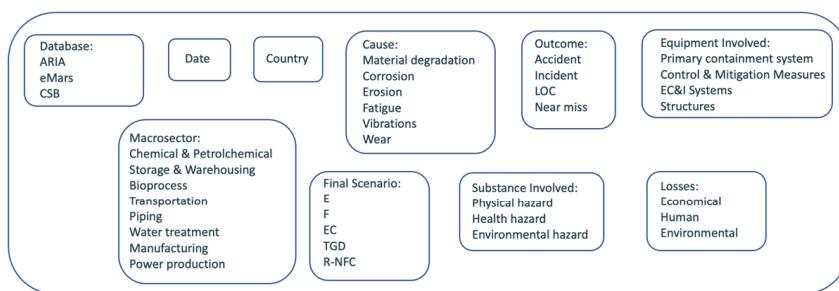 Database:
ARIA
eMars
CSB
Date
Country
Cause:
Material degradation
Corrosion
Erosion
Fatigue
Vibrations
Wear
Outcome:
Accident
Incident
LOC
Near miss
Equipment Involved:
Primary containment system
Control & Mitigation Measures
EC&I Systems
Structures
Macrosector:
Chemical & Petrolchemical
Storage & Warehousing
Bioprocess
Transportation
Piping
Water treatment
Manufacturing
Power production
Final Scenario:
E
F
EC
TGD
R-NFC
Substance Involved:
Physical hazard
Health hazard
Environmental hazard
Losses:
Economical
Human
Environmental